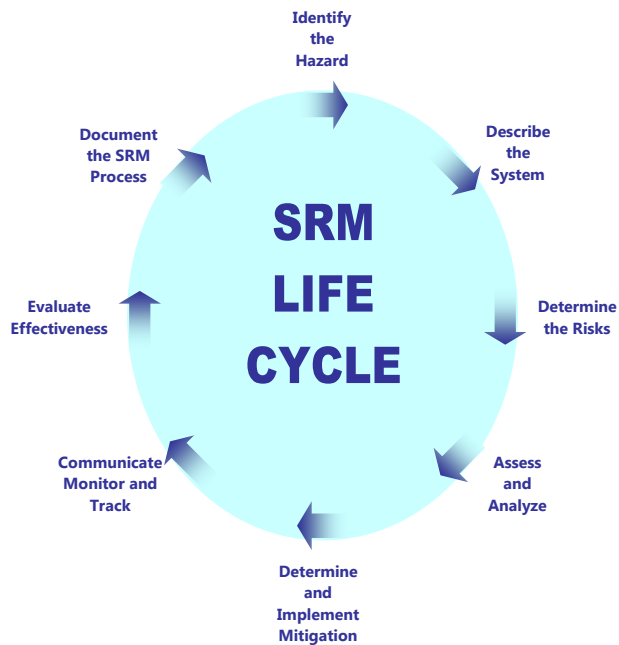 Identify
the
Hazard
Describe
the
System
Determine
the Risks
Assess
and
Analyze
Determine
and
Implement
Mitigation
Communicate
Monitor and
Track
Evaluate
Effectiveness
Document
the SRM
Process
SRM
LIFE
CYCLE